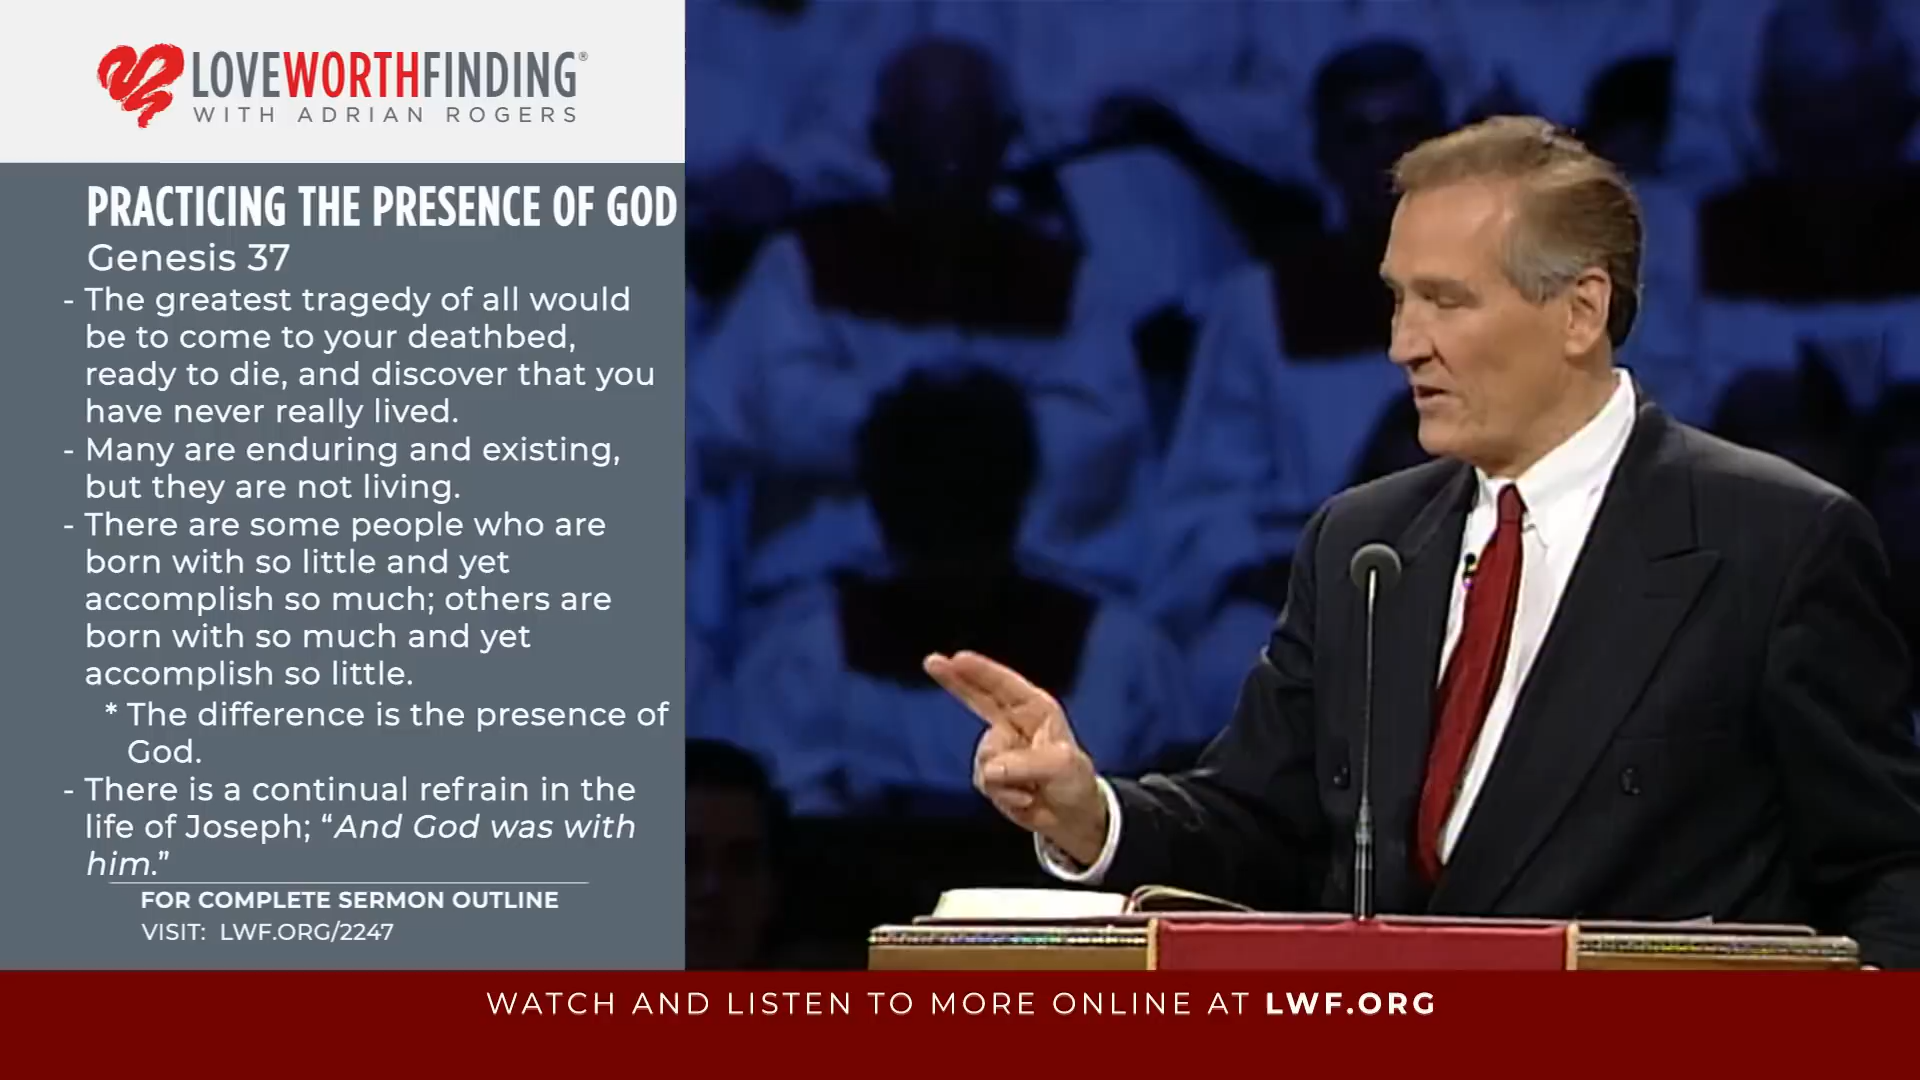 LOVEWORTHFINDING®
WITH ADRIAN ROGERS
PRACTICING THE PRESENCE OF GOD
Genesis 37
- The greatest tragedy of all would
be to come to your deathbed,
ready to die, and discover that you
have never really lived.
- Many are enduring and existing,
but they are not living.
- There are some people who are
born with so little and yet
accomplish so much; others are
born with so much and yet
accomplish so little.
* The difference is the presence of
God.
- There is a continual refrain in the
life of Joseph; “And God was with
him.”
FOR COMPLETE SERMON OUTLINE
VISIT: LWF.ORG/2247
WATCH AND LISTEN TO MORE ONLINE AT LWF.ORG